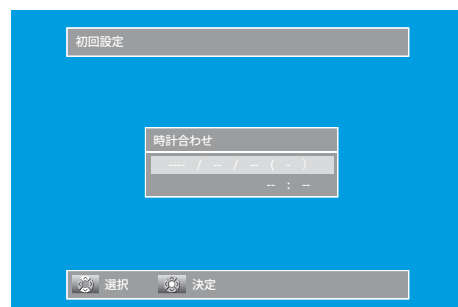 初回設定
時計合わせ
---- / -- / -- ( - )
-- : --
選択 決定